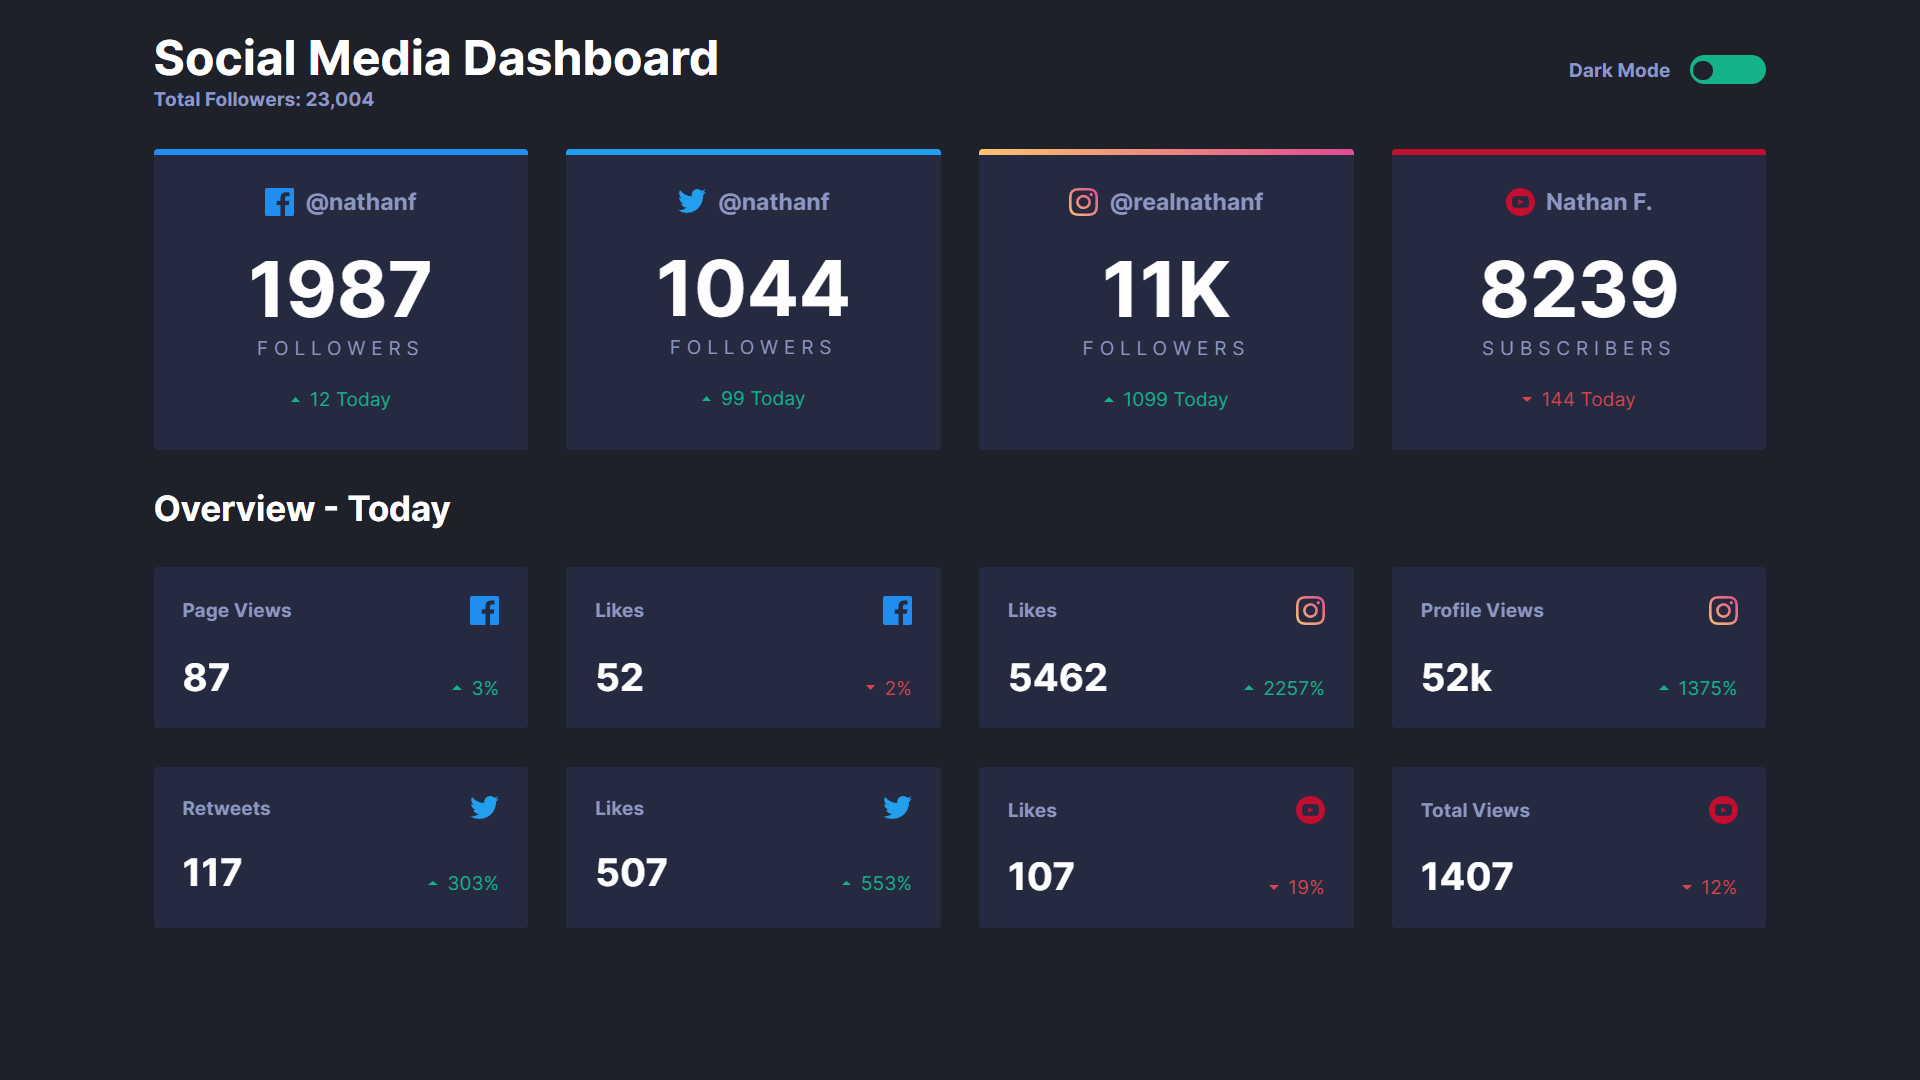 Social Media Dashboard
Total Followers: 23,004
Dark Mode
@nathanf
1987
FOLLOWERS
12 Today
@nathanf
1044
FOLLOWERS
99 Today
@realnathanf
11K
FOLLOWERS
1099 Today
Nathan F.
8239
SUBSCRIBERS
144 Today
Overview - Today
Page Views
87
3%
Likes
52
2%
Likes
5462
2257%
Profile Views
52k
1375%
Retweets
117
303%
Likes
507
553%
Likes
107
19%
Total Views
1407
12%